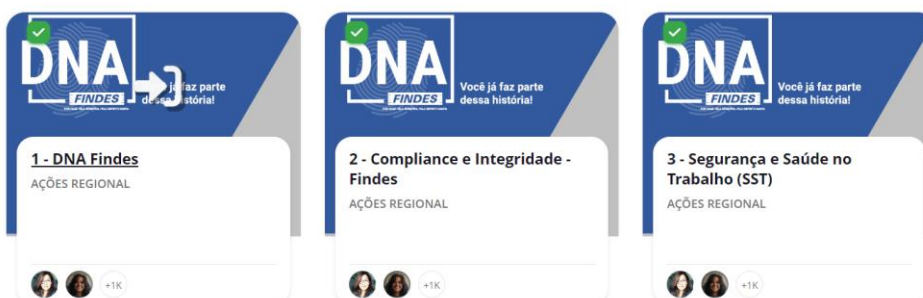 DNA
FINDES
já faz parte
dessa história!
1 - DNA Findes
AÇÕES REGIONAL
+1K
DNA
FINDES
Você já faz parte
dessa história!
2 - Compliance e Integridade -
Findes
AÇÕES REGIONAL
+1K
DNA
FINDES
Você já faz parte
dessa história!
3 - Segurança e Saúde no
Trabalho (SST)
AÇÕES REGIONAL
+1K